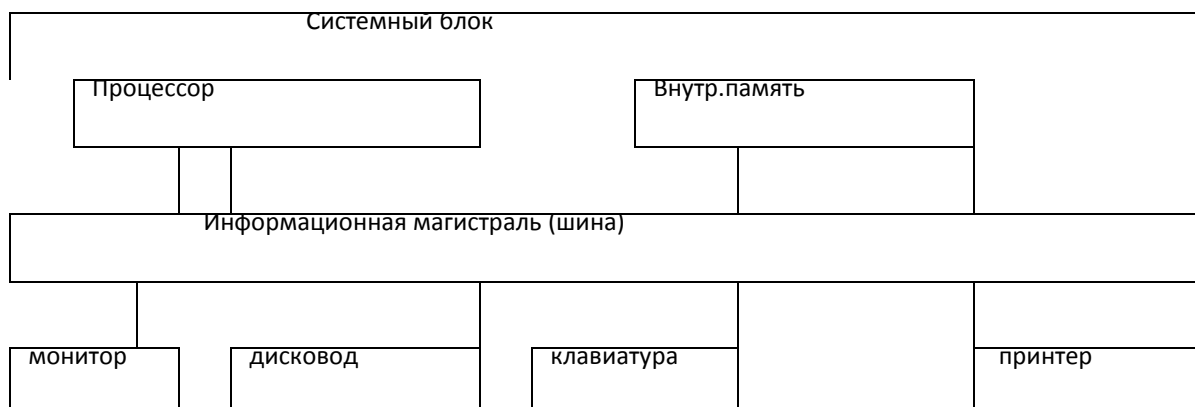 Системный блок
Процессор
Внутр.память
Информационная магистраль (шина)
монитор
дисковод
клавиатура
принтер